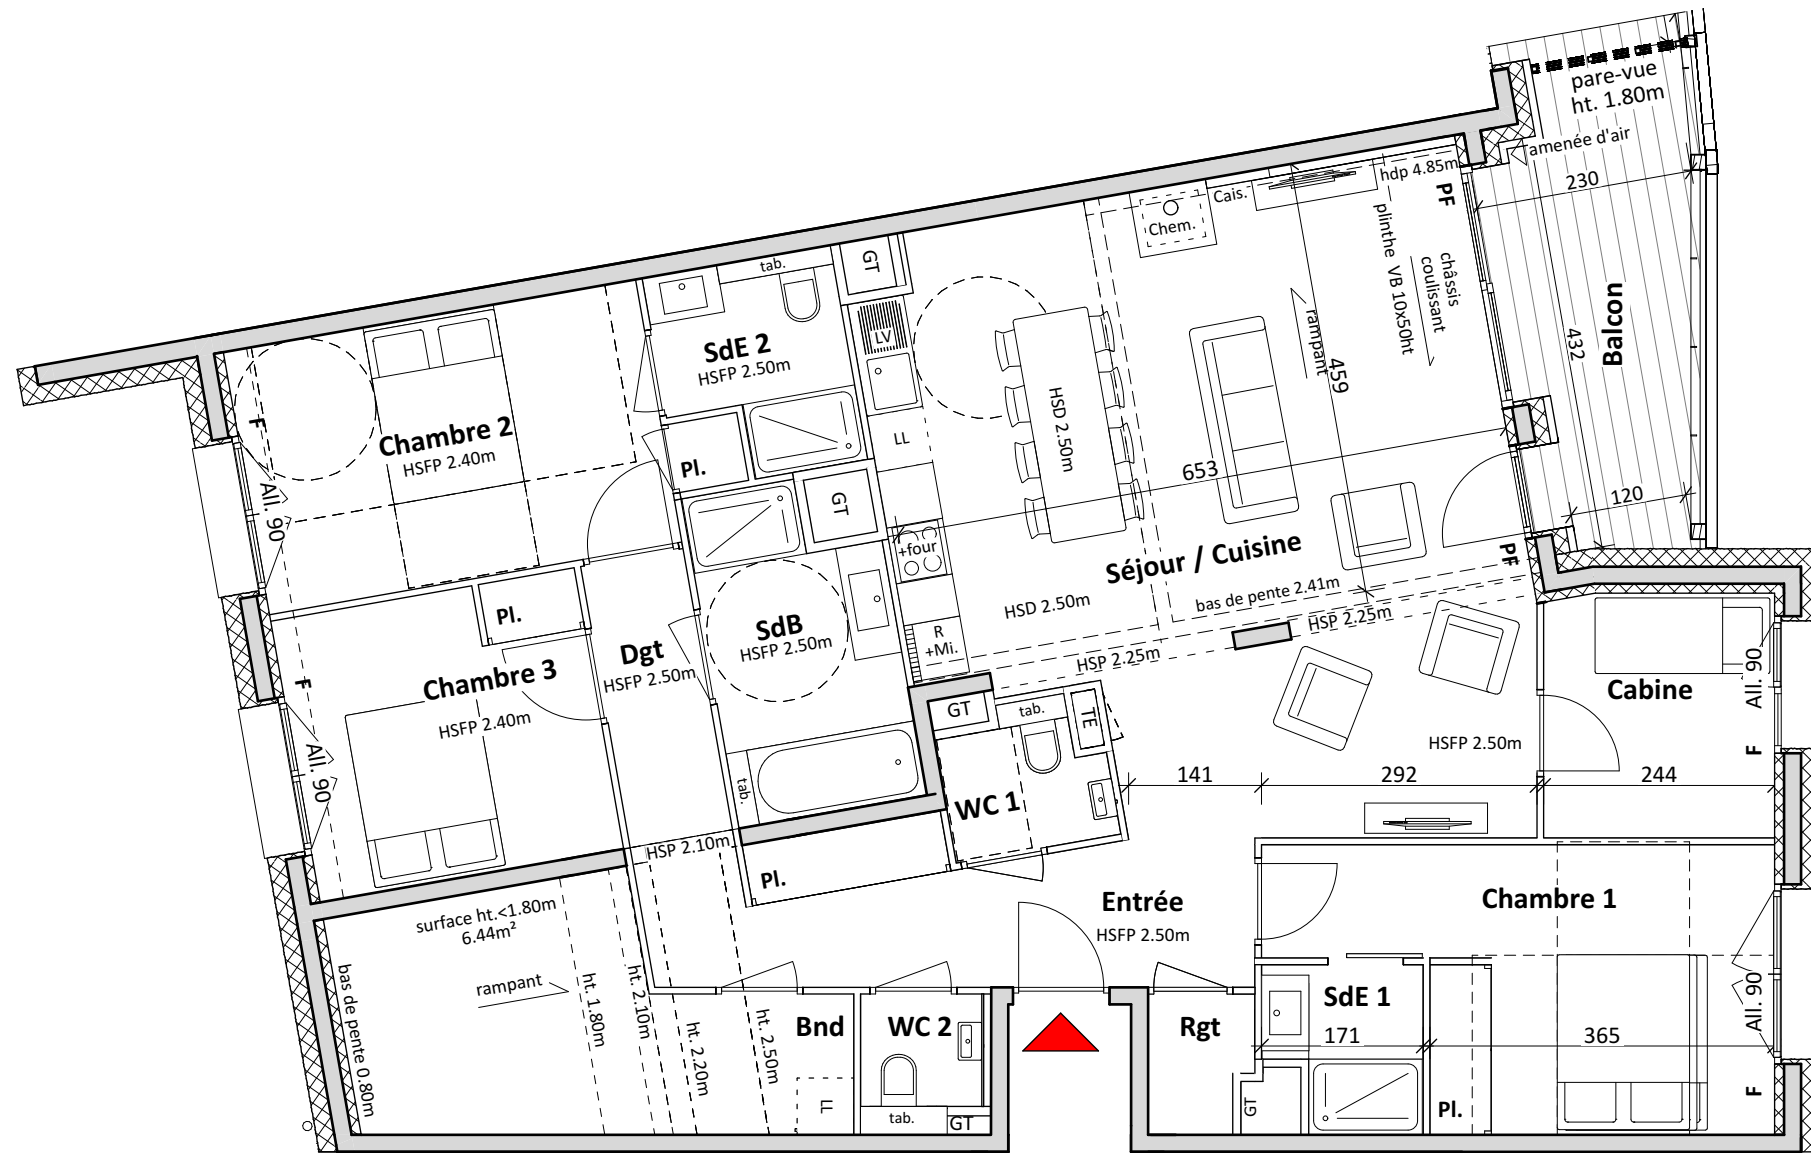 pare-vue
ht. 1.80m
amenée d'air
230
hdp 4.85m
PF
Cais.
Chem.
plinthe VB 10x50ht
châssis
coulissant
rampant
459
432
Balcon
120
GT
tab.
SdE 2
HSFP 2.50m
LV
LL
HSD 2.50m
653
Chambre 2
HSFP 2.40m
F
All. 90
Pl.
GT
+four
Séjour / Cuisine
PF
HSD 2.50m
bas de pente 2.41m
HSP 2.25m
HSP 2.25m
R
+Mi.
SdB
HSFP 2.50m
Pl.
Dgt
HSFP 2.50m
Chambre 3
HSFP 2.40m
F
All. 90
tab.
GT
tab.
TE
WC 1
Cabine
All. 90
F
HSFP 2.50m
141
292
244
HSP 2.10m
Pl.
Entrée
HSFP 2.50m
Chambre 1
surface ht.<1.80m
6.44m²
rampant
bas de pente 0.80m
ht. 1.80m
ht. 2.10m
ht. 2.20m
ht. 2.50m
Bnd
LL
WC 2
tab.
GT
Rgt
GT
SdE 1
171
365
Pl.
All. 90
F